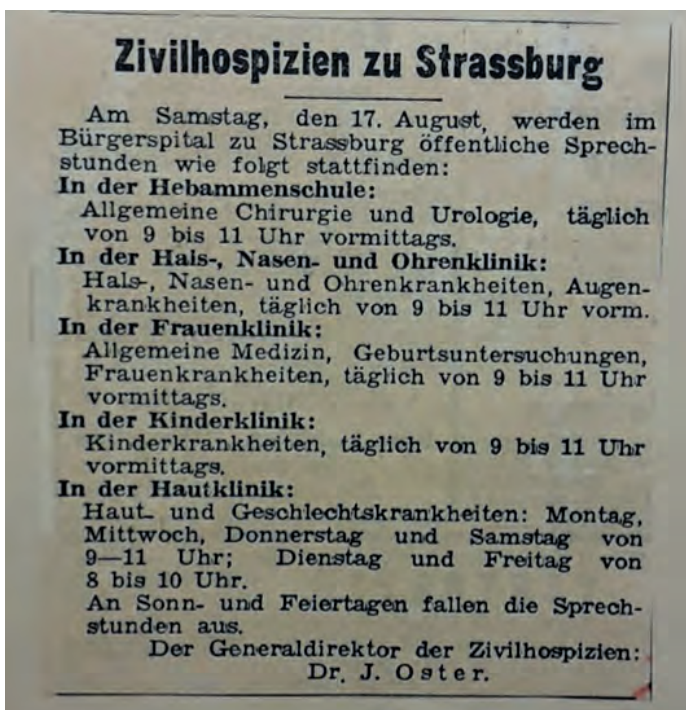 Zivilhospizien zu Strassburg
Am Samstag, den 17. August, werden im
Bürgerspital zu Strassburg öffentliche Sprech-
stunden wie folgt stattfinden:
In der Hebammenschule:
Allgemeine Chirurgie und Urologie, täglich
von 9 bis 11 Uhr vormittags.
In der Hals-, Nasen- und Ohrenklinik:
Hals-, Nasen- und Ohrenkrankheiten, Augen-
krankheiten, täglich von 9 bis 11 Uhr vorm.
In der Frauenklinik:
Allgemeine Medizin, Geburtsuntersuchungen,
Frauenkrankheiten, täglich von 9 bis 11 Uhr
vormittags.
In der Kinderklinik:
Kinderkrankheiten, täglich von 9 bis 11 Uhr
vormittags.
In der Hautklinik:
Haut- und Geschlechtskrankheiten: Montag,
Mittwoch, Donnerstag und Samstag von
9—11 Uhr; Dienstag und Freitag von
8 bis 10 Uhr.
An Sonn- und Feiertagen fallen die Sprech-
stunden aus.
Der Generaldirektor der Zivilhospizien:
Dr. J. Oster.